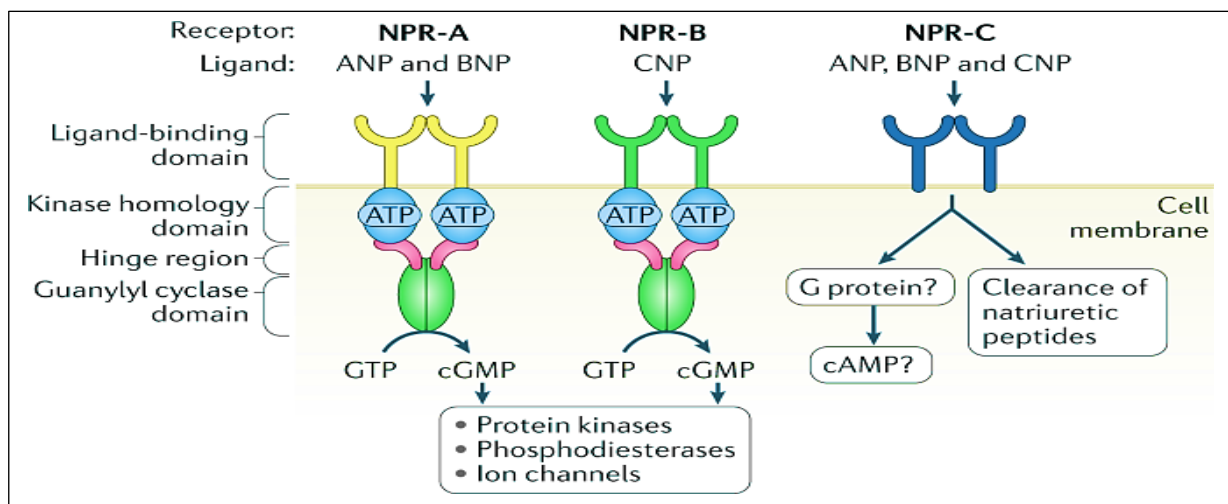 Receptor: NPR-A NPR-B NPR-C
Ligand: ANP and BNP CNP ANP, BNP and CNP
Ligand-binding
domain
Kinase homology
domain
Hinge region
Guanylyl cyclase
domain
ATP ATP ATP ATP
Cell
membrane
G protein?
cAMP?
Clearance of
natriuretic
peptides
GTP cGMP GTP cGMP
• Protein kinases
• Phosphodiesterases
• Ion channels